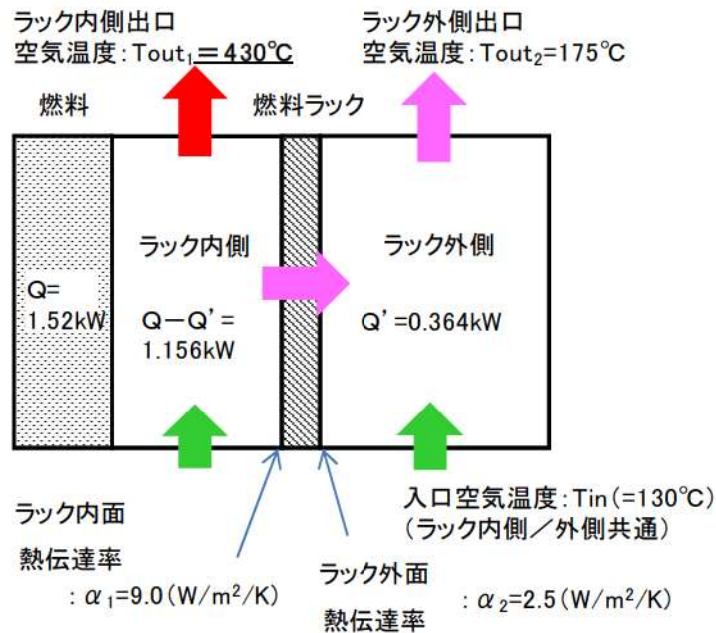 ラック内側出口
空気温度：Tout₁＝430℃
ラック外側出口
空気温度：Tout₂=175℃
燃料
燃料ラック
ラック内側
ラック外側
Q=
1.52kW
Q－Q’=
1.156kW
Q’=0.364kW
ラック内面
熱伝達率
：α₁=9.0(W/m²/K)
ラック外面
熱伝達率
：α₂=2.5(W/m²/K)
入口空気温度：Tin(=130℃)
(ラック内側／外側共通)